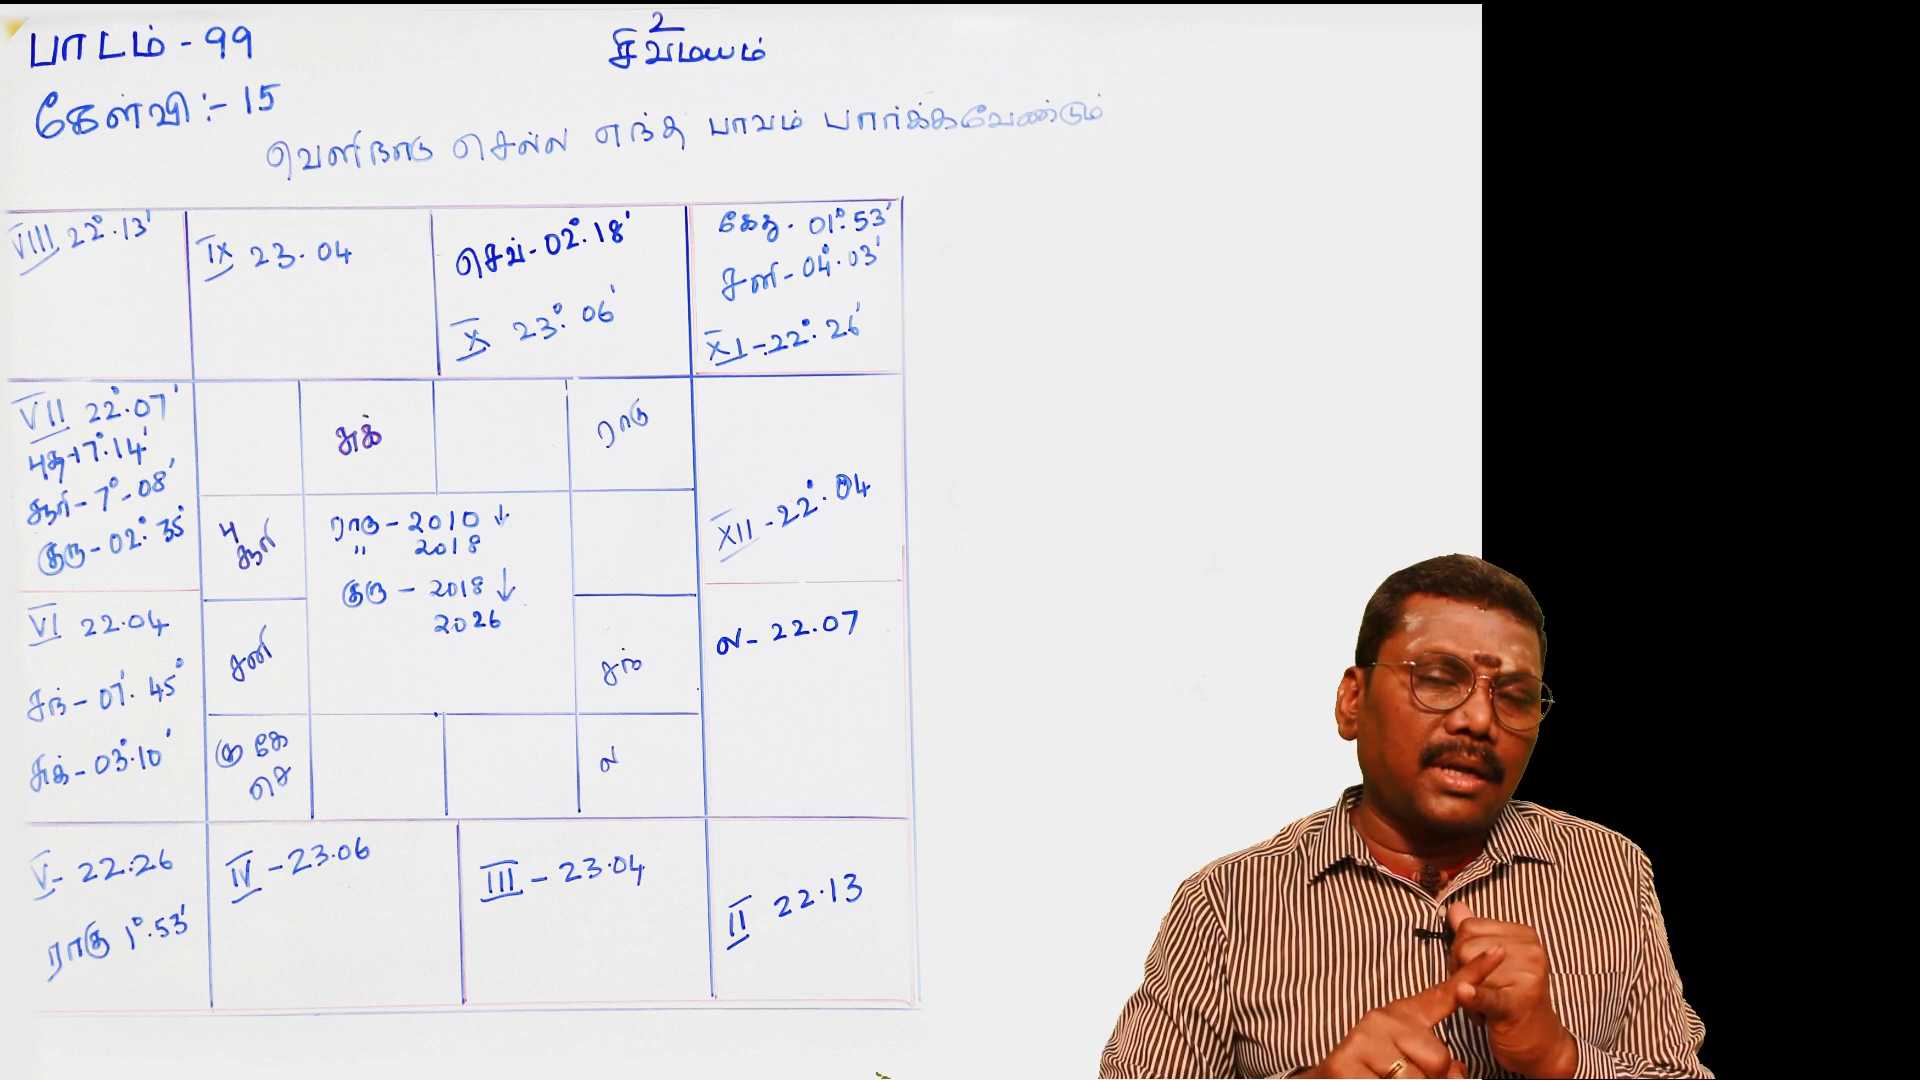 பாடம் - 99
உ
சிவமயம்
கேள்வி :- 15
வெளிநாடு செல்ல எந்த பாவம் பார்க்கவேண்டும்
VIII 22°.13'
IX 23.04
செவ்- 02°.18'
X 23°. 06'
கேது- 01°.53'
சனி- 04°.03'
XI - 22°. 26'
VII 22°.07'
புத-17°.14'
சூரி- 7°-08'
குரு- 02°.35'
சுக்
ராகு
XII - 22°.04
பு
சூரி
ராகு - 2010 ↓
" 2018
குரு - 2018 ↓
2026
VI 22.04
சந் - 07°.45'
சுக் - 03°.10'
சனி
சந்
ல - 22.07
கு கே
செ
ல
V- 22.26
ராகு 1°.53'
IV - 23.06
III - 23.04
II 22.13